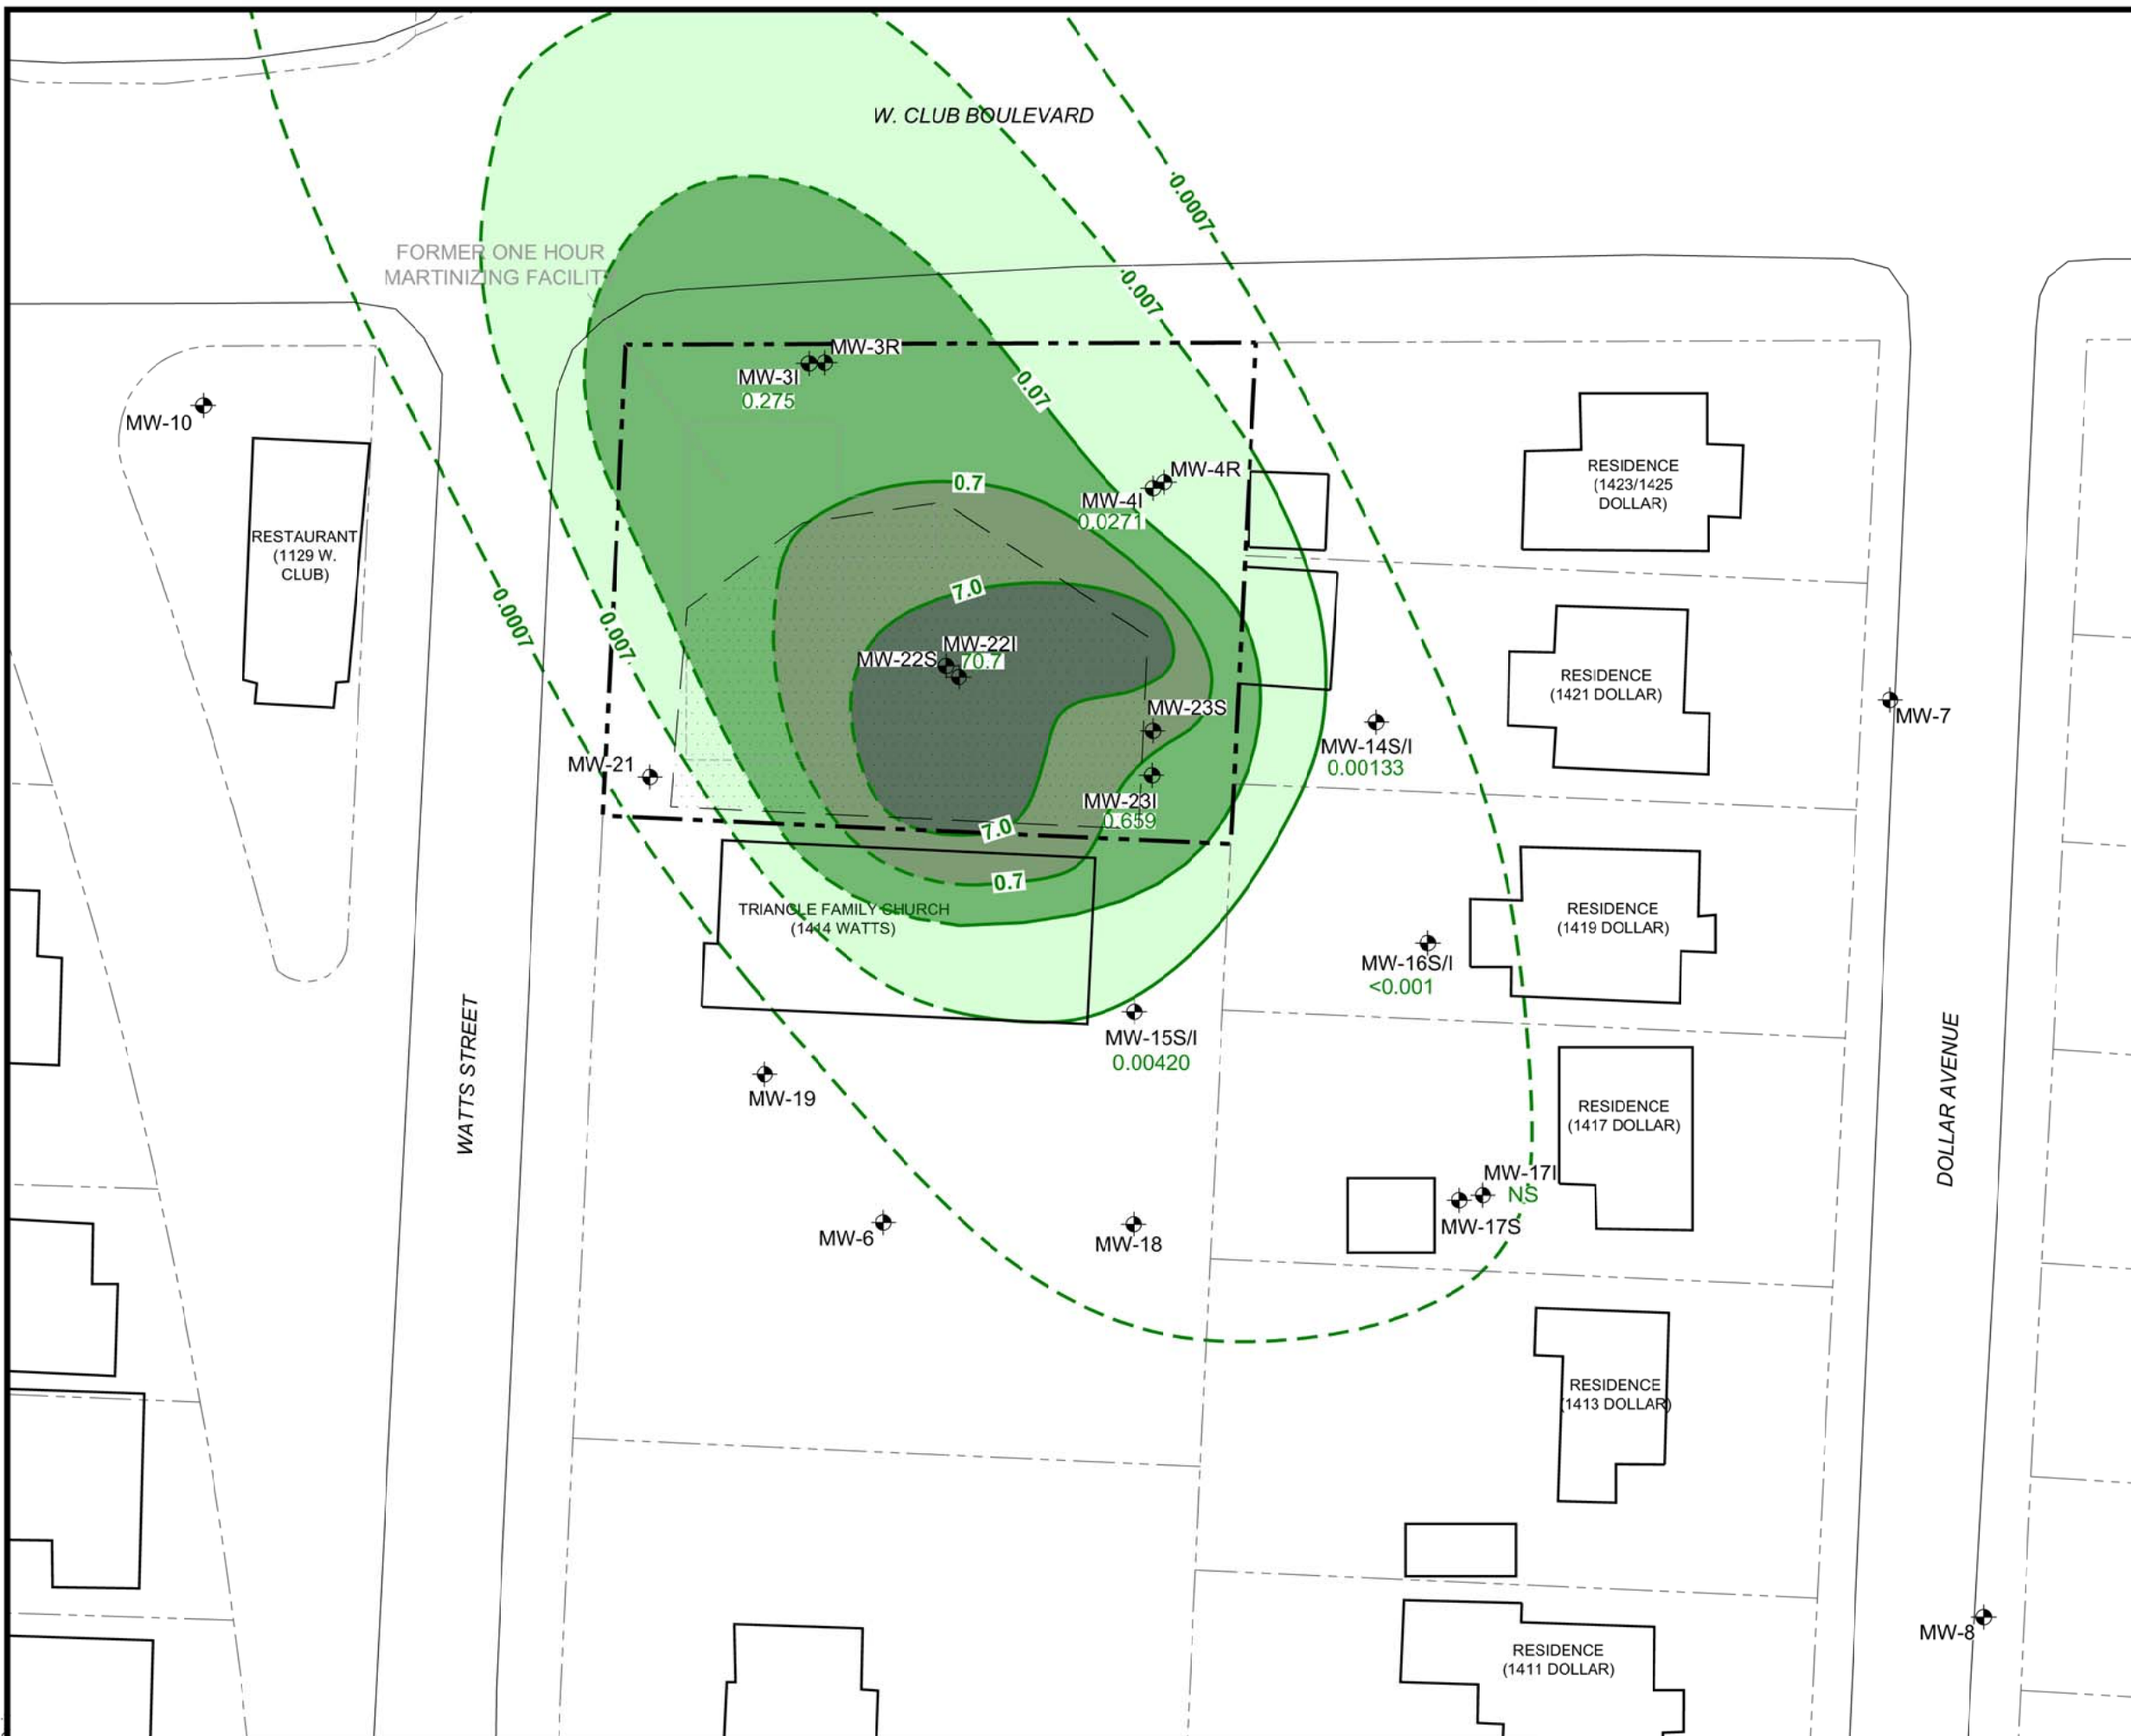 W. CLUB BOULEVARD
0.0007
FORMER ONE HOUR
MARTINIZING FACILIT
0.007
MW-3R
MW-3I
0.275
0.07
MW-10
MW-4R
MW-4I
0.0271
0.7
RESIDENCE
(1423/1425
DOLLAR)
RESTAURANT
(1129 W.
CLUB)
7.0
0.0007
0.007
MW-22I
MW-22S
70.7
RESIDENCE
(1421 DOLLAR)
MW-23S
MW-7
MW-14S/I
0.00133
MW-21
MW-23I
0.659
7.0
0.7
TRIANGLE FAMILY CHURCH
(1414 WATTS)
RESIDENCE
(1419 DOLLAR)
MW-16S/I
<0.001
MW-15S/I
0.00420
WATTS STREET
DOLLAR AVENUE
MW-19
RESIDENCE
(1417 DOLLAR)
MW-17I
NS
MW-17S
MW-6
MW-18
RESIDENCE
(1413 DOLLAR)
MW-8
RESIDENCE
(1411 DOLLAR)